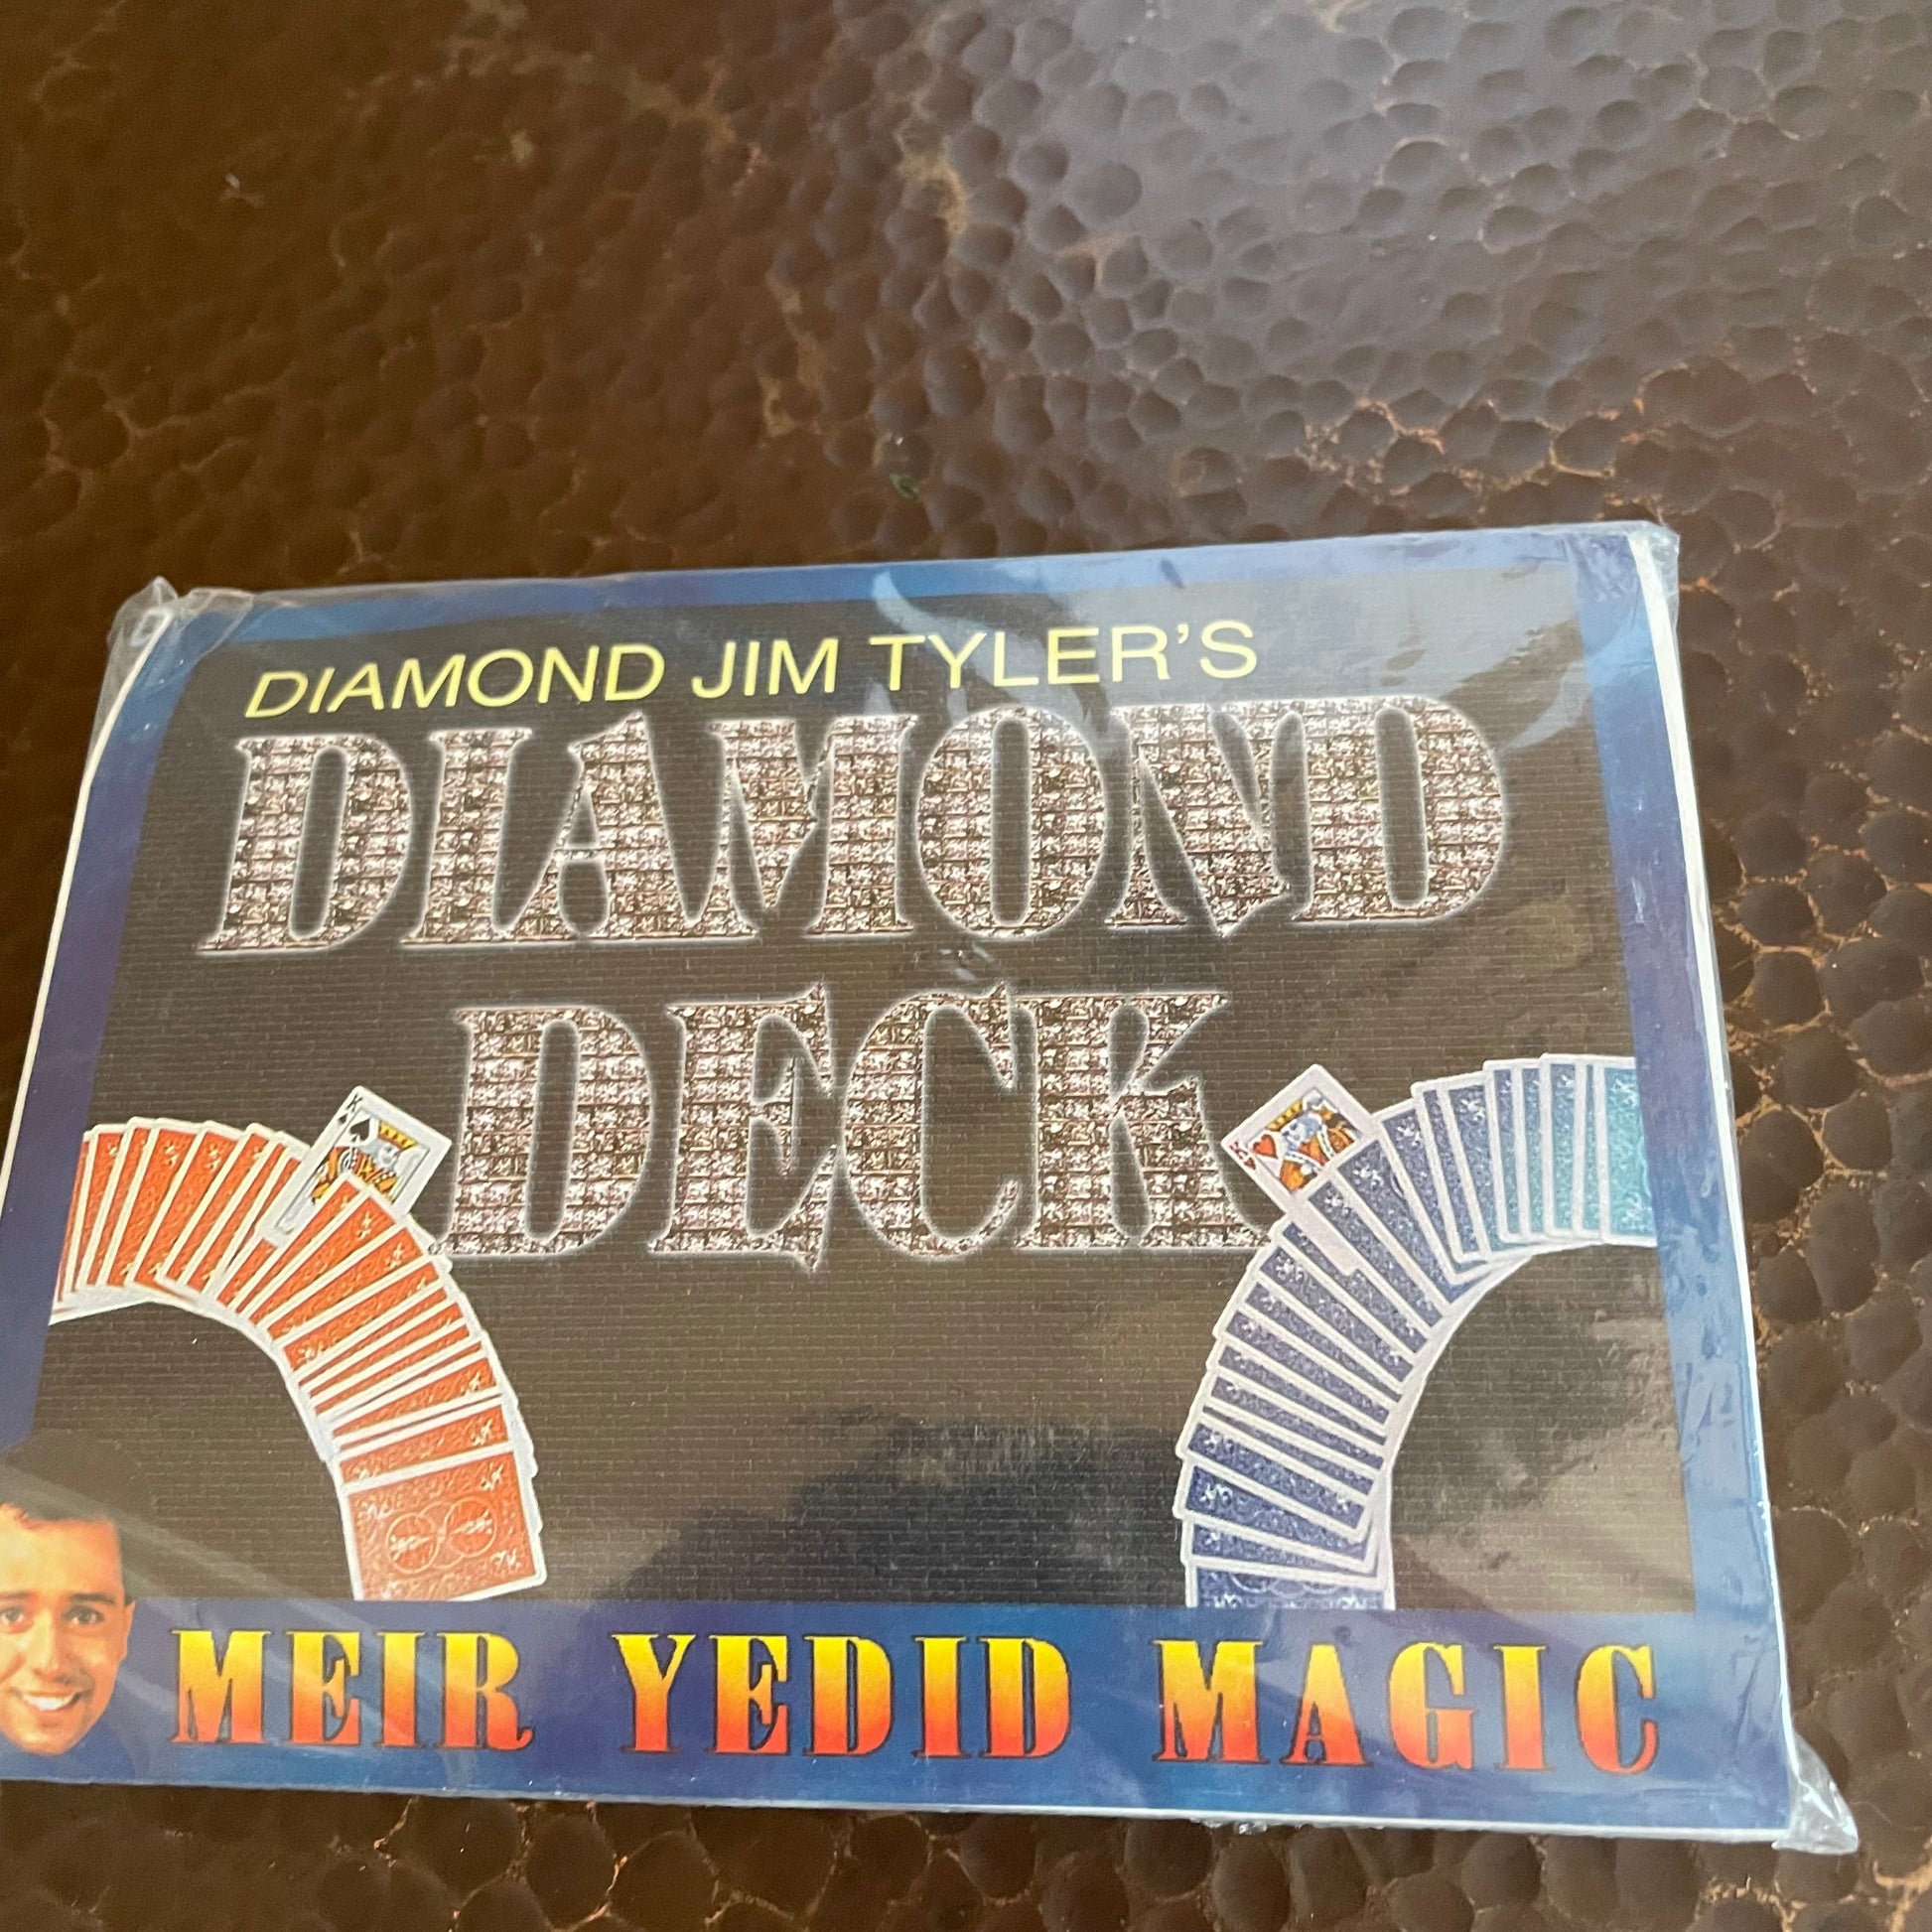 DIAMOND JIM TYLER'S
DIAMOND
DECK
K
MEIR YEDID MAGIC